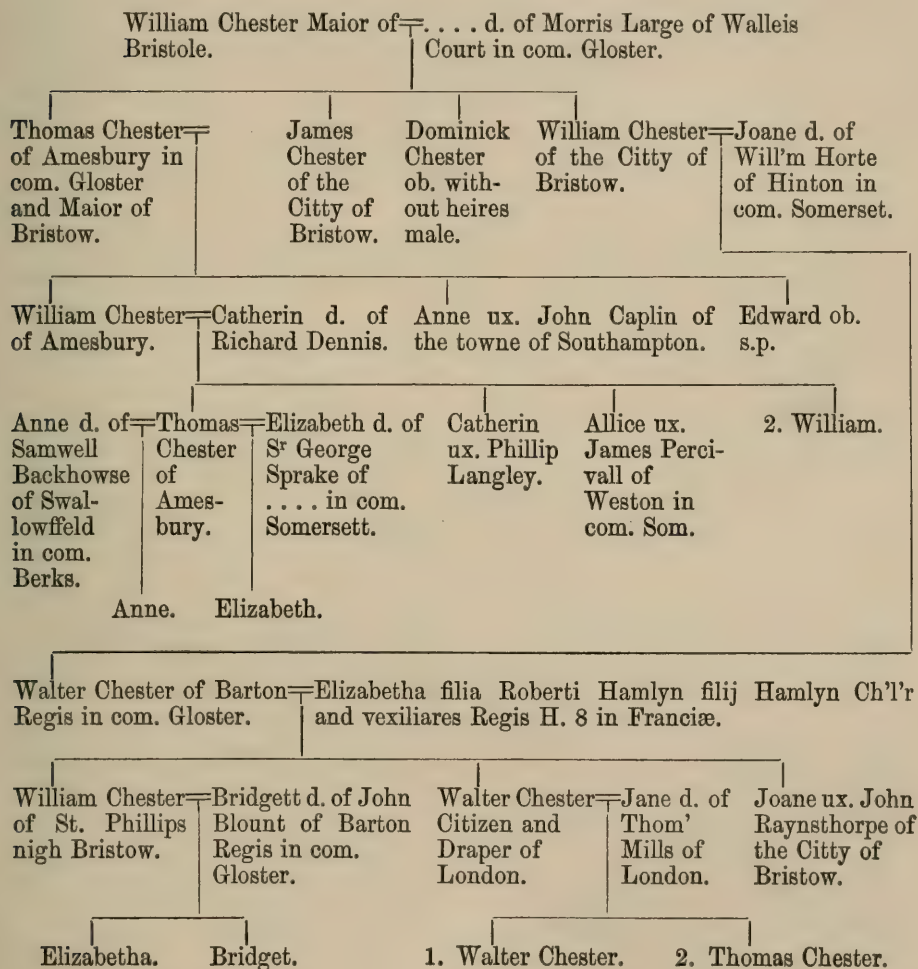 William Chester Maior of
Bristole.
. . . . d. of Morris Large of Walleis
Court in com. Gloster.
Thomas Chester
of Amesbury in
com. Gloster
and Maior of
Bristow.
James
Chester
of the
Citty of
Bristow.
Dominick
Chester
ob. with-
out heires
male.
William Chester
of the Citty of
Bristow.
Joane d. of
Will'm Horte
of Hinton in
com. Somerset.
William Chester
of Amesbury.
Catherin d. of
Richard Dennis.
Anne ux. John Caplin of
the towne of Southampton.
Edward ob.
s.p.
Anne d. of
Samwell
Backhowse
of Swal-
lowffeld
in com.
Berks.
Thomas
Chester
of
Ames-
bury.
Elizabeth d. of
Sʳ George
Sprake of
. . . . in com.
Somersett.
Catherin
ux. Phillip
Langley.
Allice ux.
James Perci-
vall of
Weston in
com. Som.
2. William.
Anne.
Elizabeth.
Walter Chester of Barton
Regis in com. Gloster.
Elizabetha filia Roberti Hamlyn filij Hamlyn Ch'l'r
and vexiliares Regis H. 8 in Franciæ.
William Chester
of St. Phillips
nigh Bristow.
Bridgett d. of John
Blount of Barton
Regis in com.
Gloster.
Walter Chester
Citizen and
Draper of
London.
Jane d. of
Thom'
Mills of
London.
Joane ux. John
Raynsthorpe of
the Citty of
Bristow.
Elizabetha.
Bridget.
1. Walter Chester.
2. Thomas Chester.